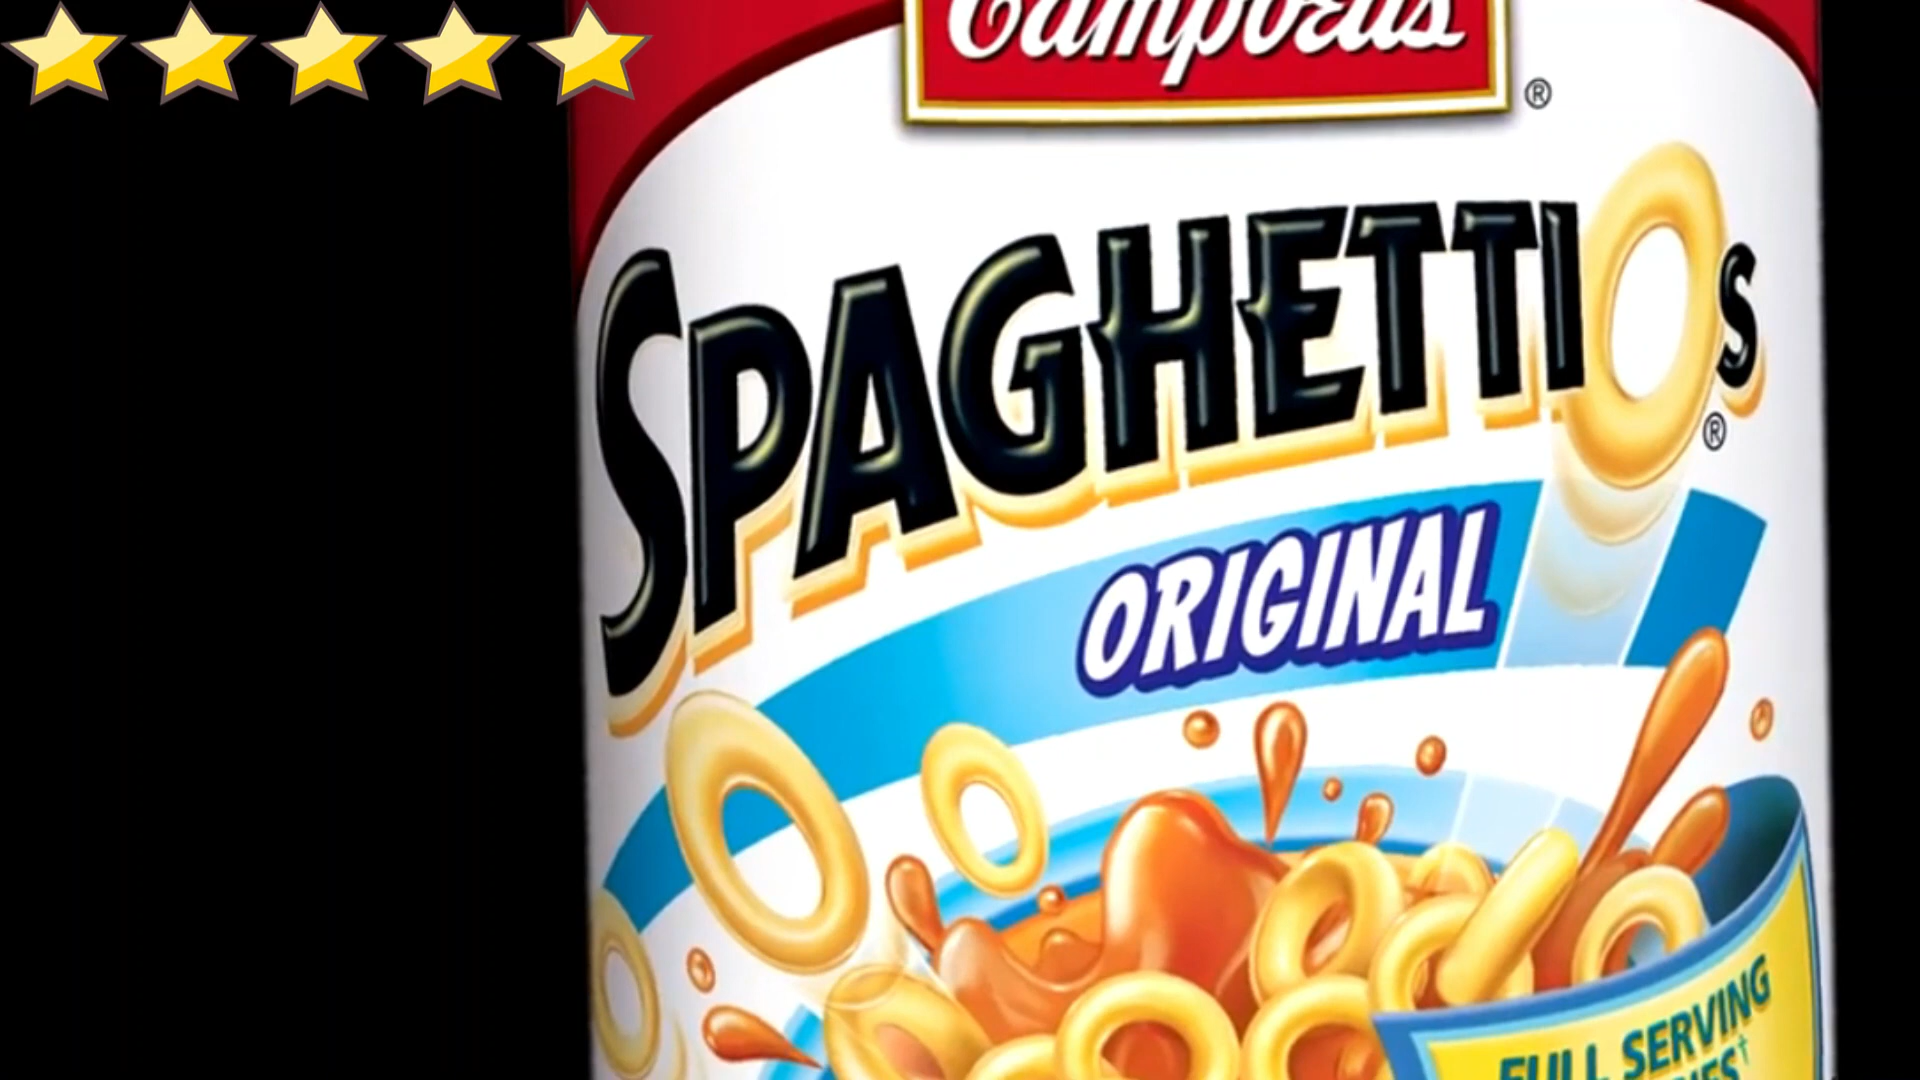 Campbell's
®
SPAGHETTIOs
®
ORIGINAL
FULL SERVING